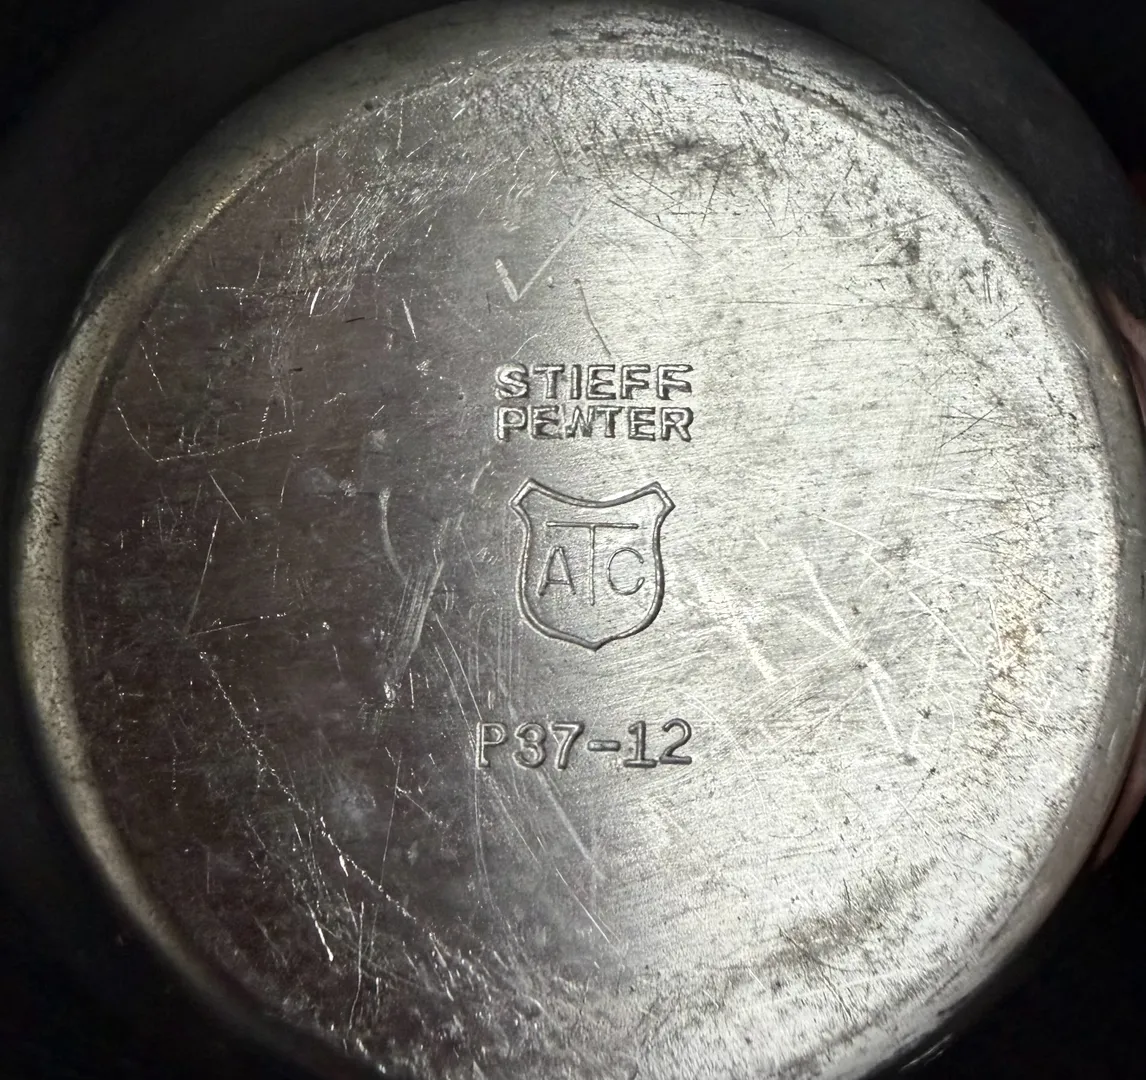 STIEFF
PEWTER
ATC
P37-12